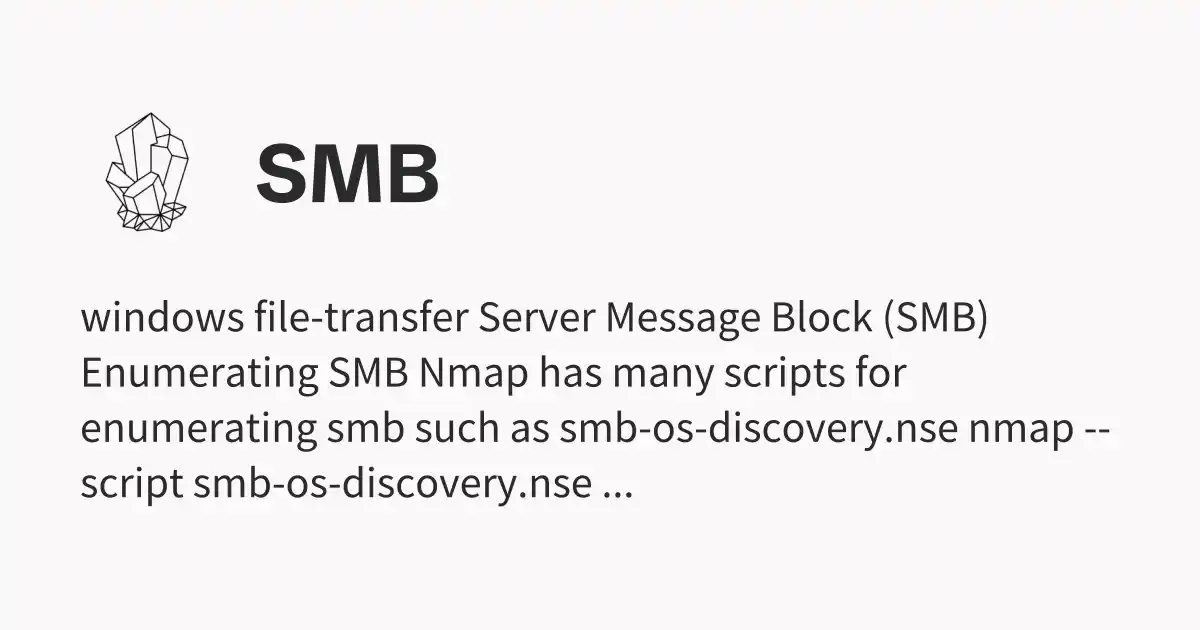 SMB
windows file-transfer Server Message Block (SMB)
Enumerating SMB Nmap has many scripts for
enumerating smb such as smb-os-discovery.nse nmap --
script smb-os-discovery.nse ...